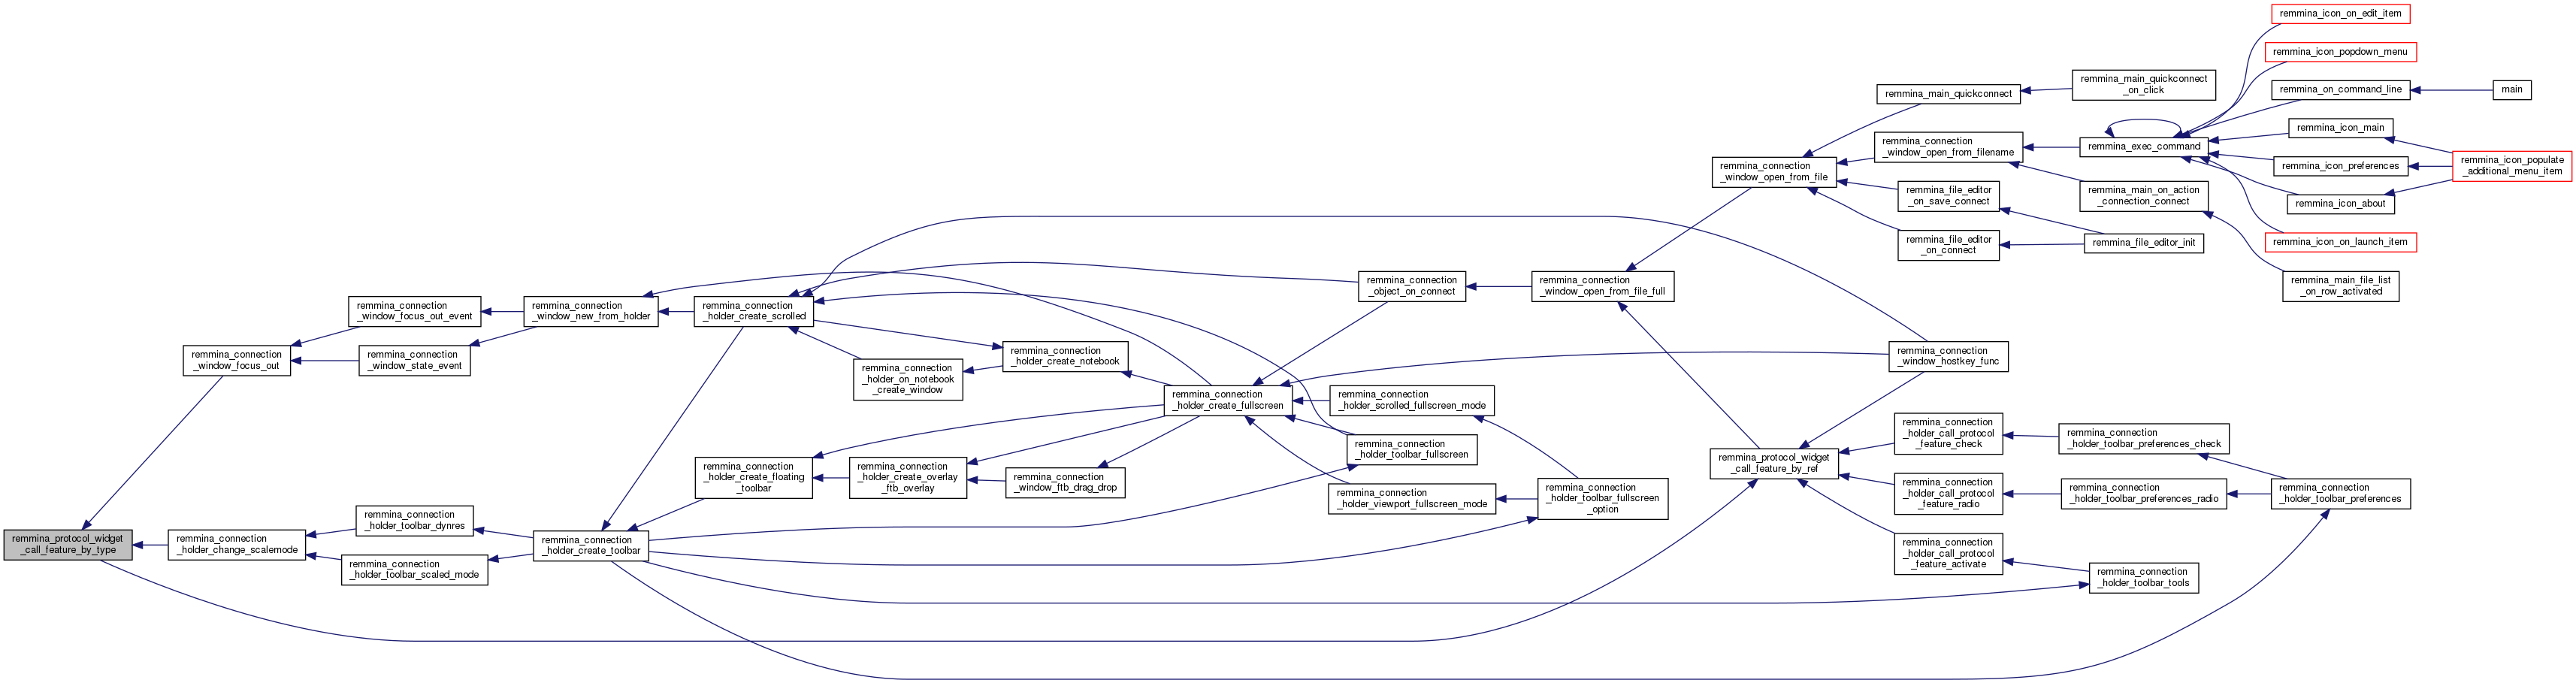 remmina_protocol_widget
_call_feature_by_type
remmina_connection
_window_focus_out
remmina_connection
_holder_change_scalemode
remmina_connection
_window_focus_out_event
remmina_connection
_window_state_event
remmina_connection
_holder_toolbar_dynres
remmina_connection
_holder_toolbar_scaled_mode
remmina_connection
_window_new_from_holder
remmina_connection
_holder_create_toolbar
remmina_connection
_holder_create_scrolled
remmina_connection
_holder_create_floating
_toolbar
remmina_connection
_holder_on_notebook
_create_window
remmina_connection
_holder_create_overlay
_ftb_overlay
remmina_connection
_holder_create_notebook
remmina_connection
_window_ftb_drag_drop
remmina_connection
_holder_create_fullscreen
remmina_connection
_object_on_connect
remmina_connection
_holder_scrolled_fullscreen_mode
remmina_connection
_holder_toolbar_fullscreen
remmina_connection
_holder_viewport_fullscreen_mode
remmina_connection
_window_open_from_file_full
remmina_connection
_holder_toolbar_fullscreen
_option
remmina_connection
_window_open_from_file
remmina_protocol_widget
_call_feature_by_ref
remmina_main_quickconnect
remmina_connection
_window_open_from_filename
remmina_file_editor
_on_save_connect
remmina_file_editor
_on_connect
remmina_connection
_window_hostkey_func
remmina_connection
_holder_call_protocol
_feature_check
remmina_connection
_holder_call_protocol
_feature_radio
remmina_connection
_holder_call_protocol
_feature_activate
remmina_main_quickconnect
_on_click
remmina_exec_command
remmina_main_on_action
_connection_connect
remmina_file_editor_init
remmina_connection
_holder_toolbar_preferences_check
remmina_connection
_holder_toolbar_preferences_radio
remmina_connection
_holder_toolbar_tools
remmina_icon_on_edit_item
remmina_icon_popdown_menu
remmina_on_command_line
remmina_icon_main
remmina_icon_preferences
remmina_icon_about
remmina_icon_on_launch_item
remmina_main_file_list
_on_row_activated
remmina_connection
_holder_toolbar_preferences
main
remmina_icon_populate
_additional_menu_item